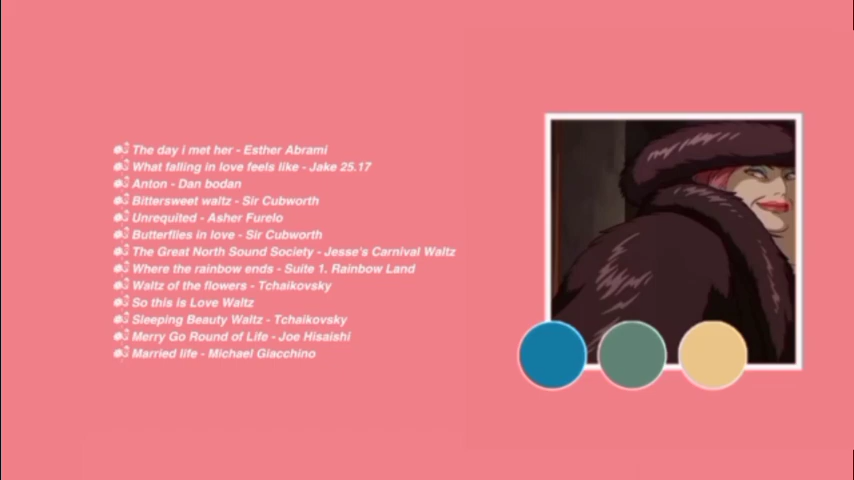 The day i met her - Esther Abrami
What falling in love feels like - Jake 25.17
Anton - Dan bodan
Bittersweet waltz - Sir Cubworth
Unrequited - Asher Furelo
Butterflies in love - Sir Cubworth
The Great North Sound Society - Jesse's Carnival Waltz
Where the rainbow ends - Suite 1. Rainbow Land
Waltz of the flowers - Tchaikovsky
So this is Love Waltz
Sleeping Beauty Waltz - Tchaikovsky
Merry Go Round of Life - Joe Hisaishi
Married life - Michael Giacchino